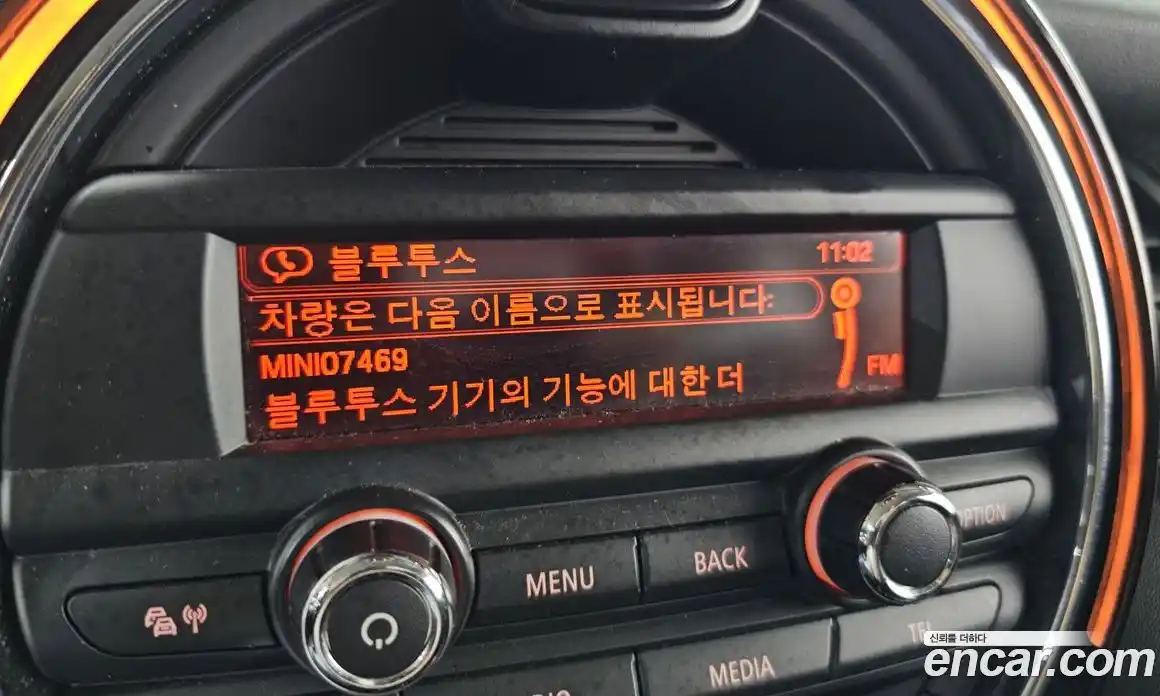 블루투스 11:02
차량은 다음 이름으로 표시됩니다:
MINI07469
FM
블루투스 기기의 기능에 대한 더
MENU
BACK
OPTION
MEDIA
TEL
신뢰를 더하다
encar.com